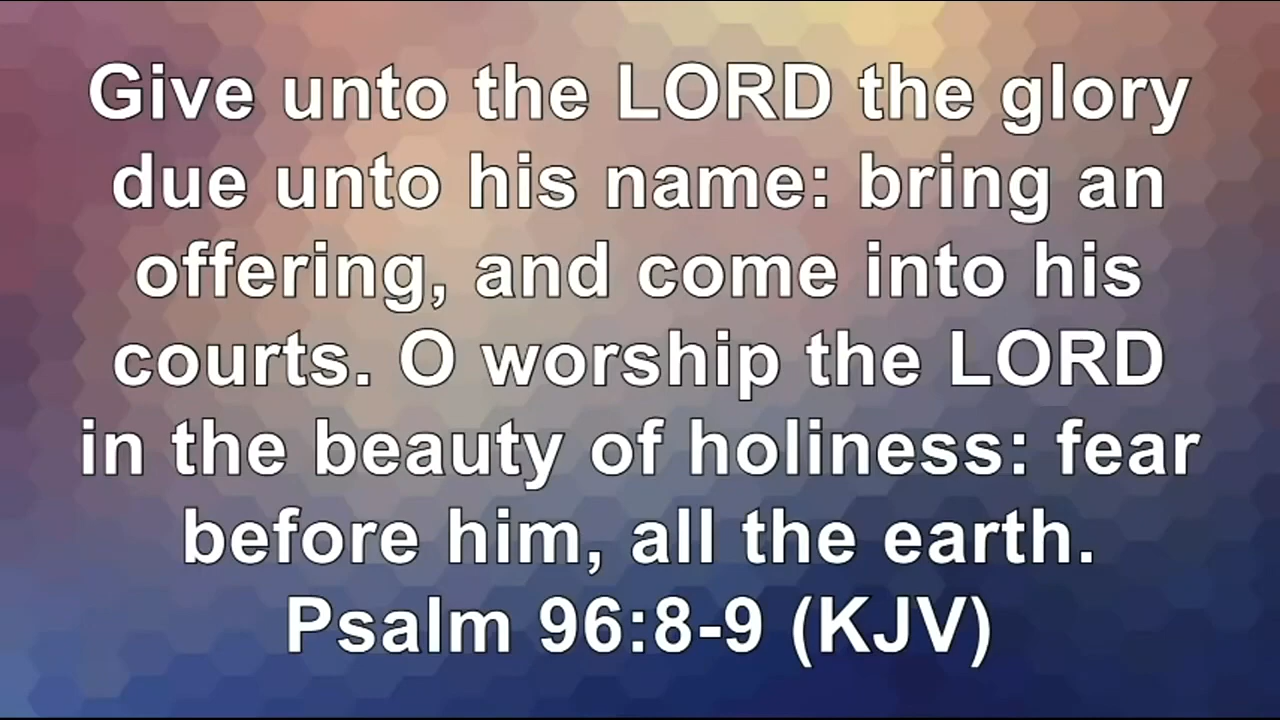 Give unto the LORD the glory
due unto his name: bring an
offering, and come into his
courts. O worship the LORD
in the beauty of holiness: fear
before him, all the earth.
Psalm 96:8-9 (KJV)